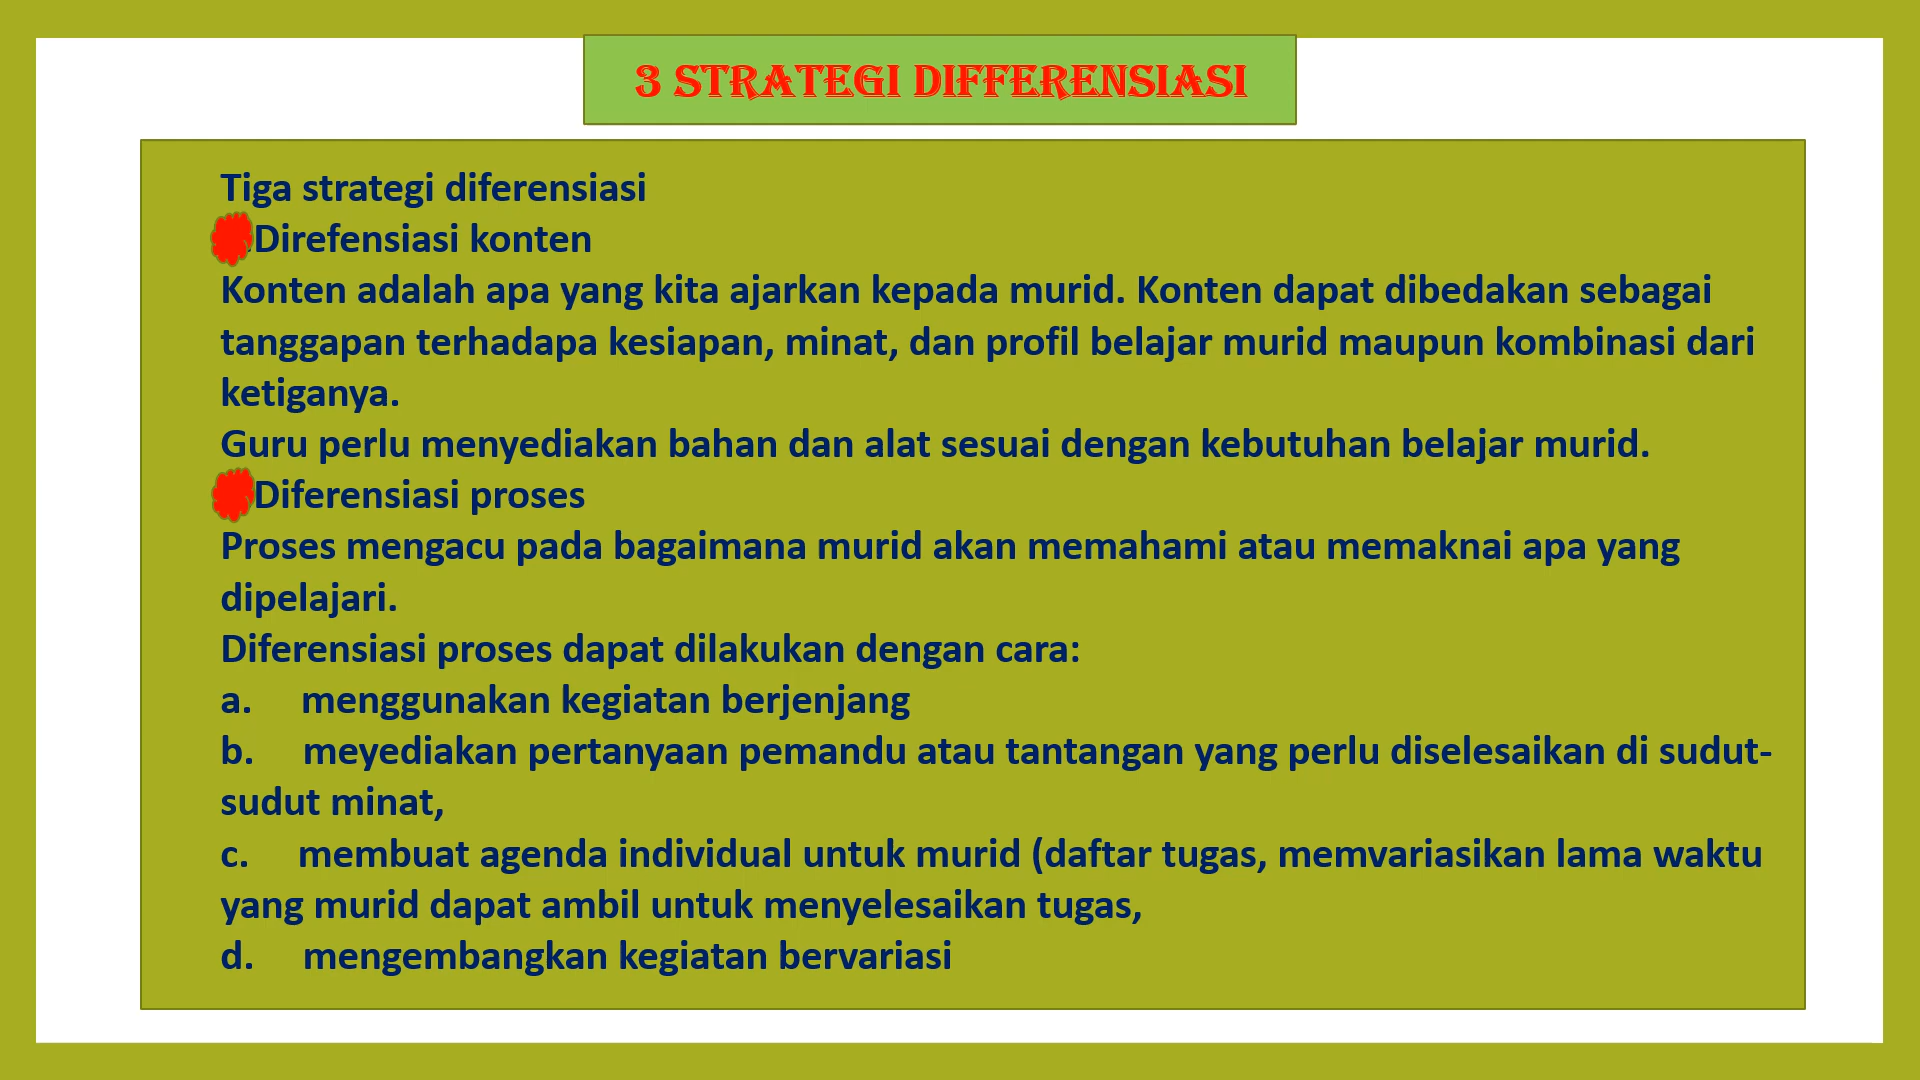 3 STRATEGI DIFFERENSIASI
Tiga strategi diferensiasi
Direfensiasi konten
Konten adalah apa yang kita ajarkan kepada murid. Konten dapat dibedakan sebagai
tanggapan terhadapa kesiapan, minat, dan profil belajar murid maupun kombinasi dari
ketiganya.
Guru perlu menyediakan bahan dan alat sesuai dengan kebutuhan belajar murid.
Diferensiasi proses
Proses mengacu pada bagaimana murid akan memahami atau memaknai apa yang
dipelajari.
Diferensiasi proses dapat dilakukan dengan cara:
a. menggunakan kegiatan berjenjang
b. meyediakan pertanyaan pemandu atau tantangan yang perlu diselesaikan di sudut-
sudut minat,
c. membuat agenda individual untuk murid (daftar tugas, memvariasikan lama waktu
yang murid dapat ambil untuk menyelesaikan tugas,
d. mengembangkan kegiatan bervariasi